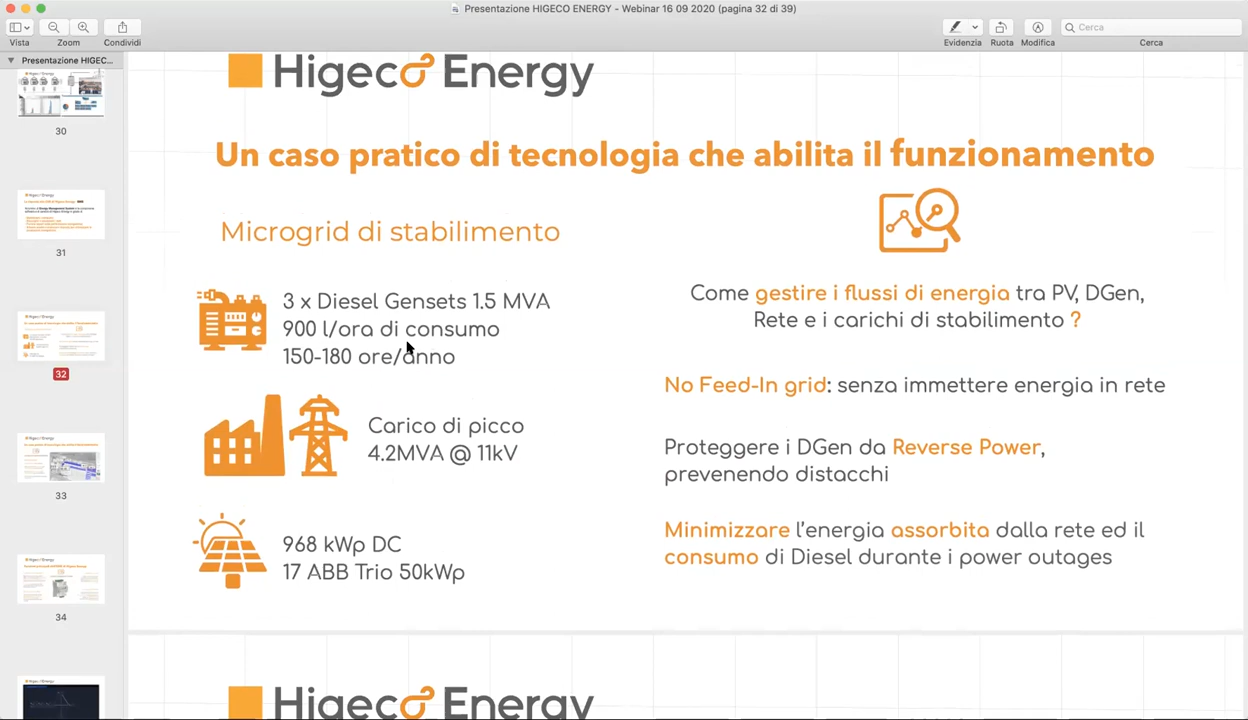 Presentazione HIGECO ENERGY - Webinar 16 09 2020 (pagina 32 di 39)
Vista
Zoom
Condividi
Evidenzia
Ruota
Modifica
Cerca
Cerca
Presentazione HIGEC...
30
31
32
33
34
Higeco Energy
Un caso pratico di tecnologia che abilita il funzionamento
Microgrid di stabilimento
3 x Diesel Gensets 1.5 MVA
900 l/ora di consumo
150-180 ore/anno
Carico di picco
4.2MVA @ 11kV
968 kWp DC
17 ABB Trio 50kWp
Come gestire i flussi di energia tra PV, DGen,
Rete e i carichi di stabilimento ?
No Feed-In grid: senza immettere energia in rete
Proteggere i DGen da Reverse Power,
prevenendo distacchi
Minimizzare l'energia assorbita dalla rete ed il
consumo di Diesel durante i power outages
Higeco Energy